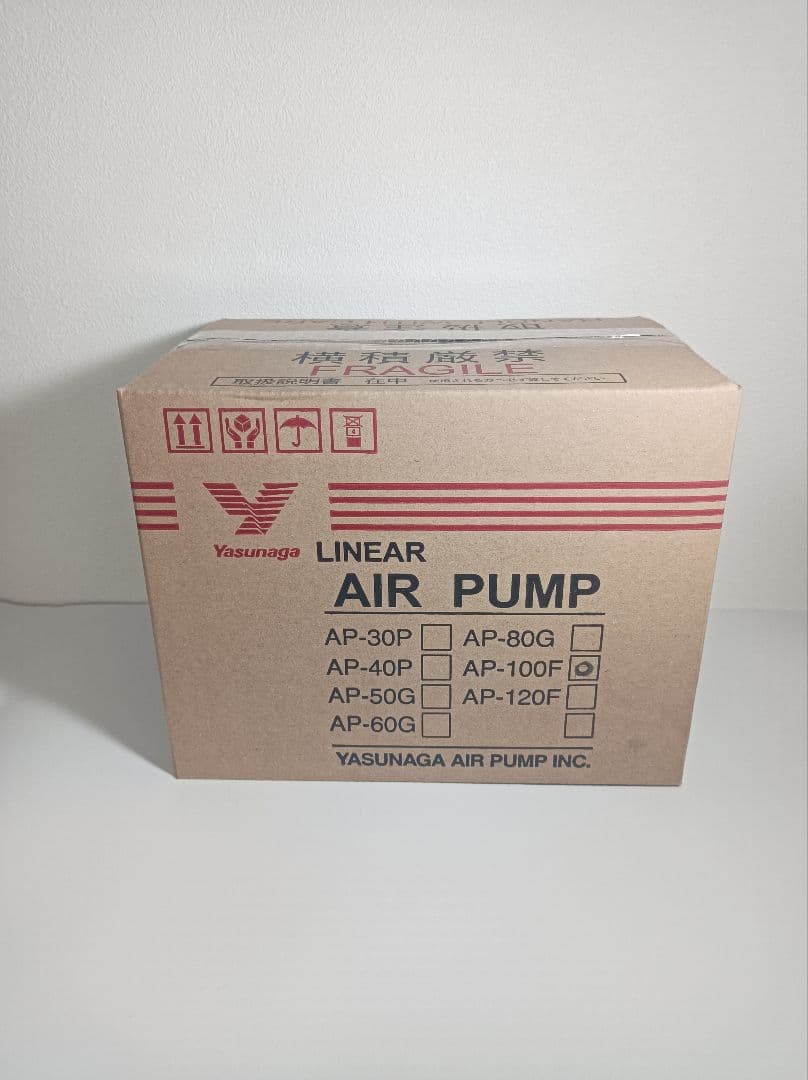 横積厳禁
FRAGILE
取扱説明書 在中
4
Yasunaga
LINEAR
AIR PUMP
AP-30P AP-80G
AP-40P AP-100F
AP-50G AP-120F
AP-60G
YASUNAGA AIR PUMP INC.